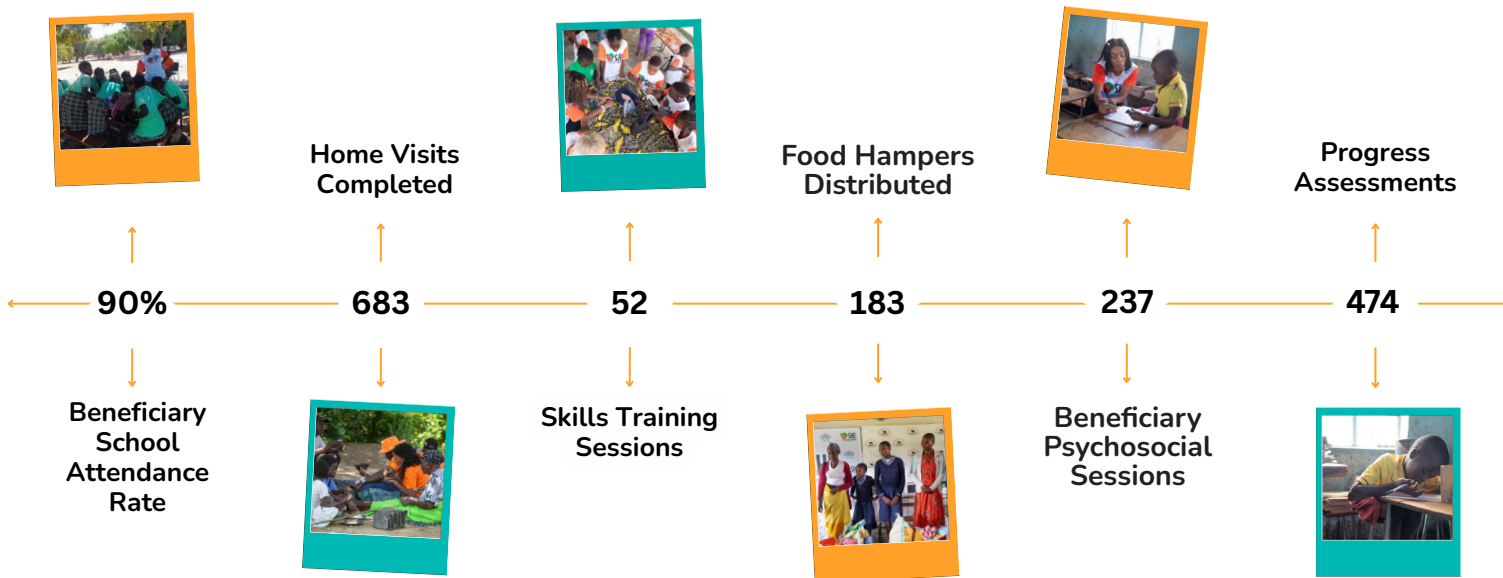 Home Visits
Completed
Food Hampers
Distributed
Progress
Assessments
90%
683
52
183
237
474
Beneficiary
School
Attendance
Rate
Skills Training
Sessions
Beneficiary
Psychosocial
Sessions